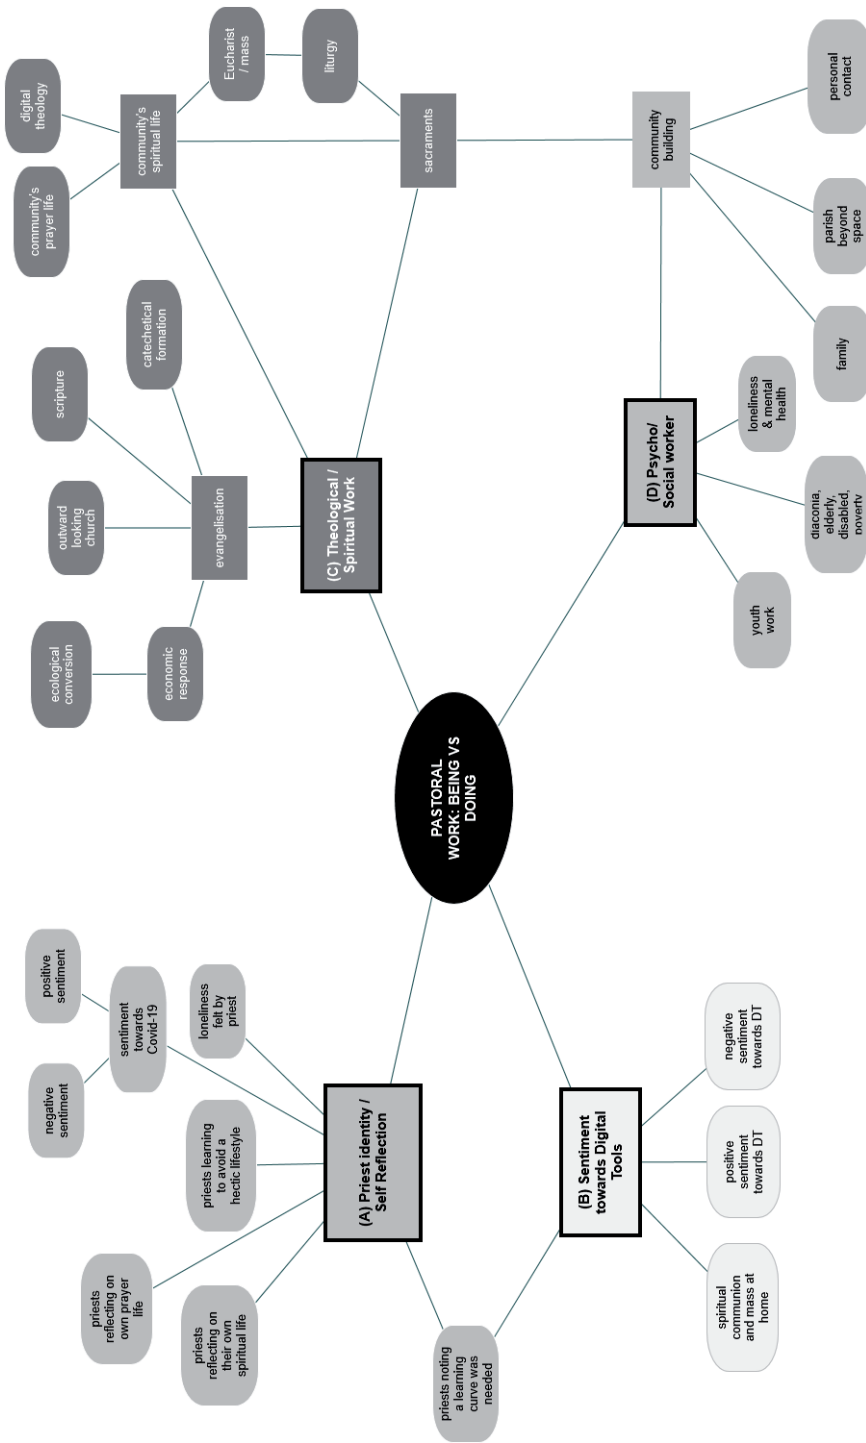 negative
sentiment
positive
sentiment
sentiment
towards
Covid-19
priests
reflecting on
own prayer
life
priests learning
to avoid a
hectic lifestyle
loneliness
felt by
priest
priests
reflecting on
their own
spiritual life
(A) Priest identity /
Self Reflection
priests noting
a learning
curve was
needed
(B) Sentiment
towards Digital
Tools
spiritual
communion
and mass at
home
positive
sentiment
towards DT
negative
sentiment
towards DT
PASTORAL
WORK: BEING VS
DOING
ecological
conversion
economic
response
outward
looking
church
scripture
catechetical
formation
evangelisation
(C) Theological /
Spiritual Work
community's
prayer life
digital
theology
community's
spiritual life
Eucharist
/ mass
liturgy
sacraments
community
building
(D) Psycho/
Social worker
youth
work
diaconia,
elderly,
disabled,
poverty
loneliness
& mental
health
family
parish
beyond
space
personal
contact